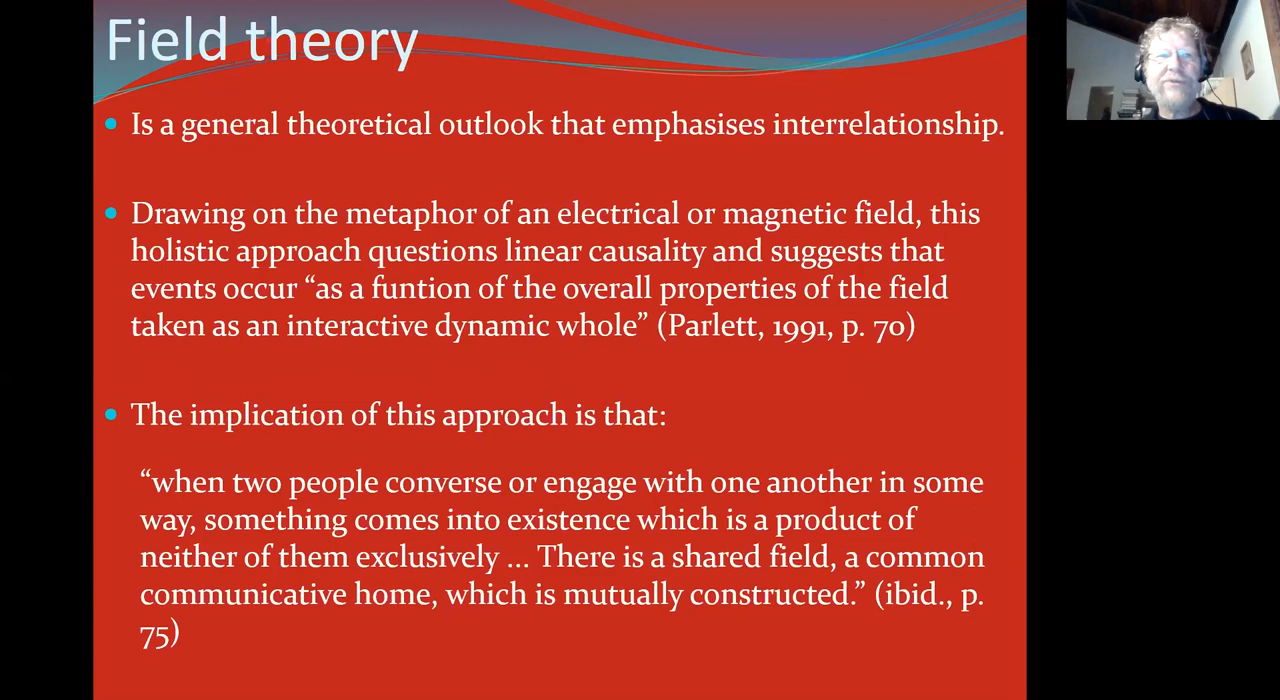 Field theory
Is a general theoretical outlook that emphasises interrelationship.
Drawing on the metaphor of an electrical or magnetic field, this
holistic approach questions linear causality and suggests that
events occur “as a funtion of the overall properties of the field
taken as an interactive dynamic whole” (Parlett, 1991, p. 70)
The implication of this approach is that:
“when two people converse or engage with one another in some
way, something comes into existence which is a product of
neither of them exclusively ... There is a shared field, a common
communicative home, which is mutually constructed.” (ibid., p.
75)